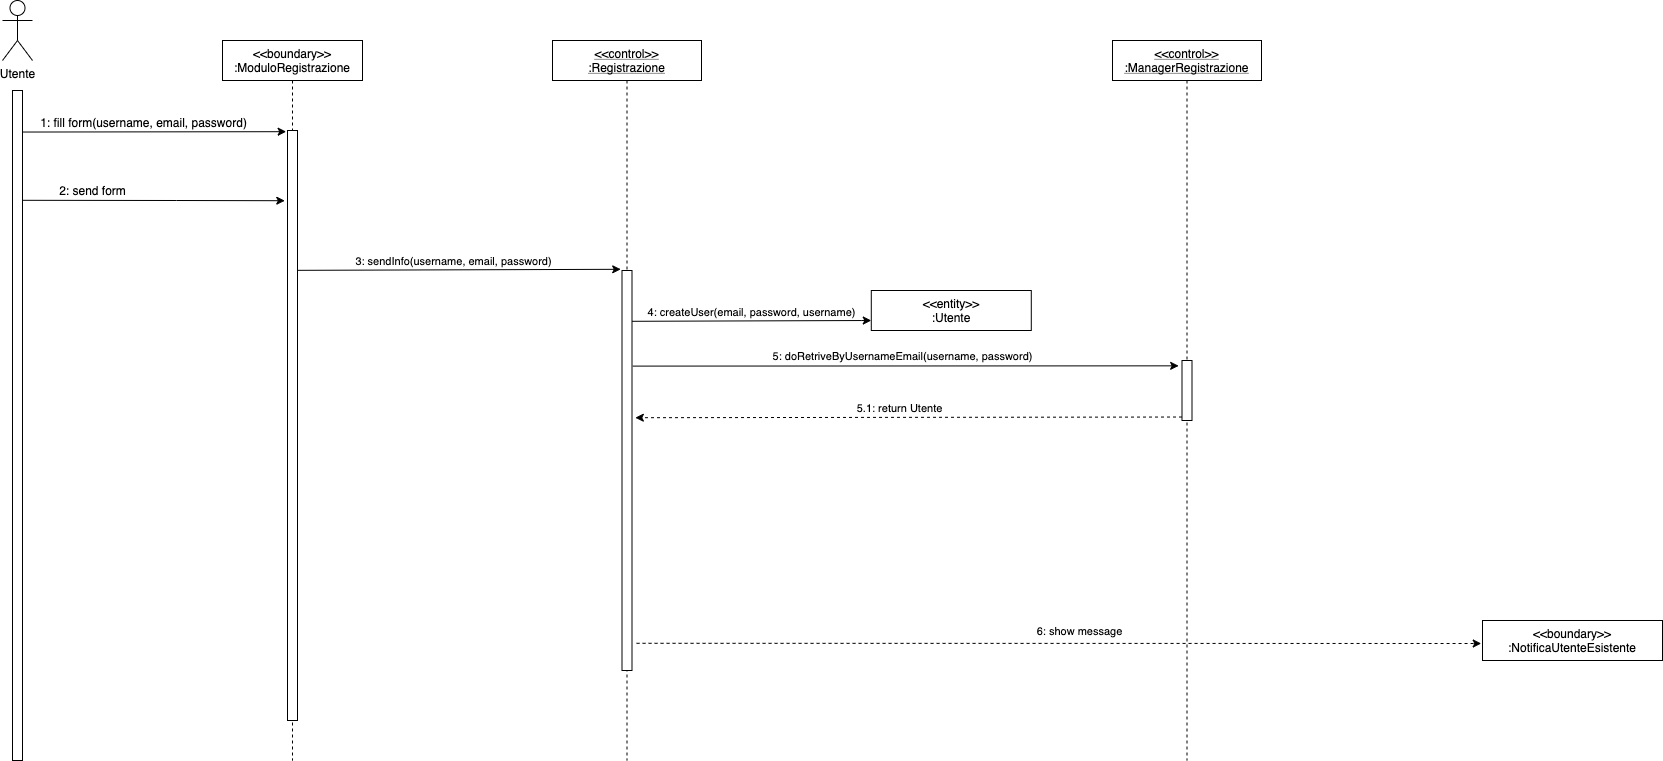 Utente
<<boundary>>
:ModuloRegistrazione
<<control>>
:Registrazione
<<control>>
:ManagerRegistrazione
1: fill form(username, email, password)
2: send form
3: sendInfo(username, email, password)
<<entity>>
:Utente
4: createUser(email, password, username)
5: doRetriveByUsernameEmail(username, password)
5.1: return Utente
6: show message
<<boundary>>
:NotificaUtenteEsistente